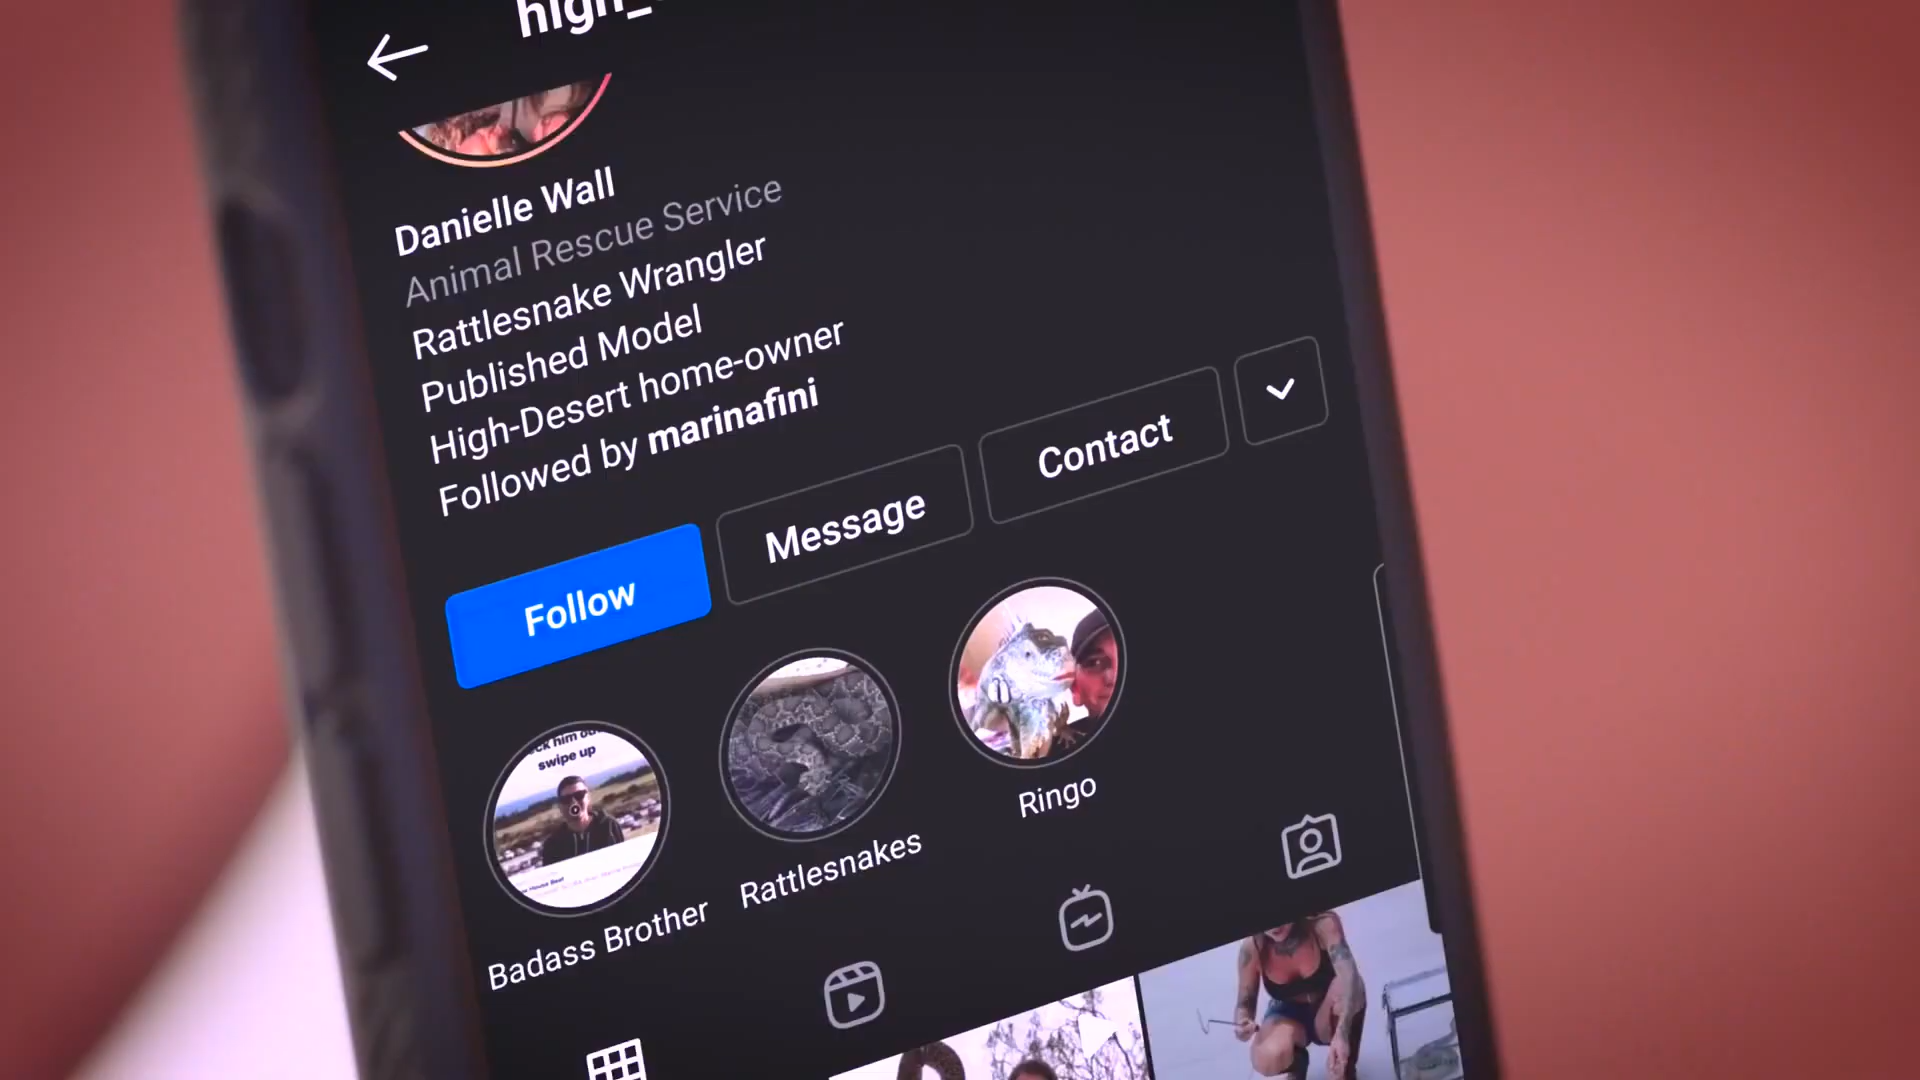 Danielle Wall
Animal Rescue Service
Rattlesnake Wrangler
Published Model
High-Desert home-owner
Followed by marinafini
Follow
Message
Contact
him
swipe up
Badass Brother
Rattlesnakes
Ringo